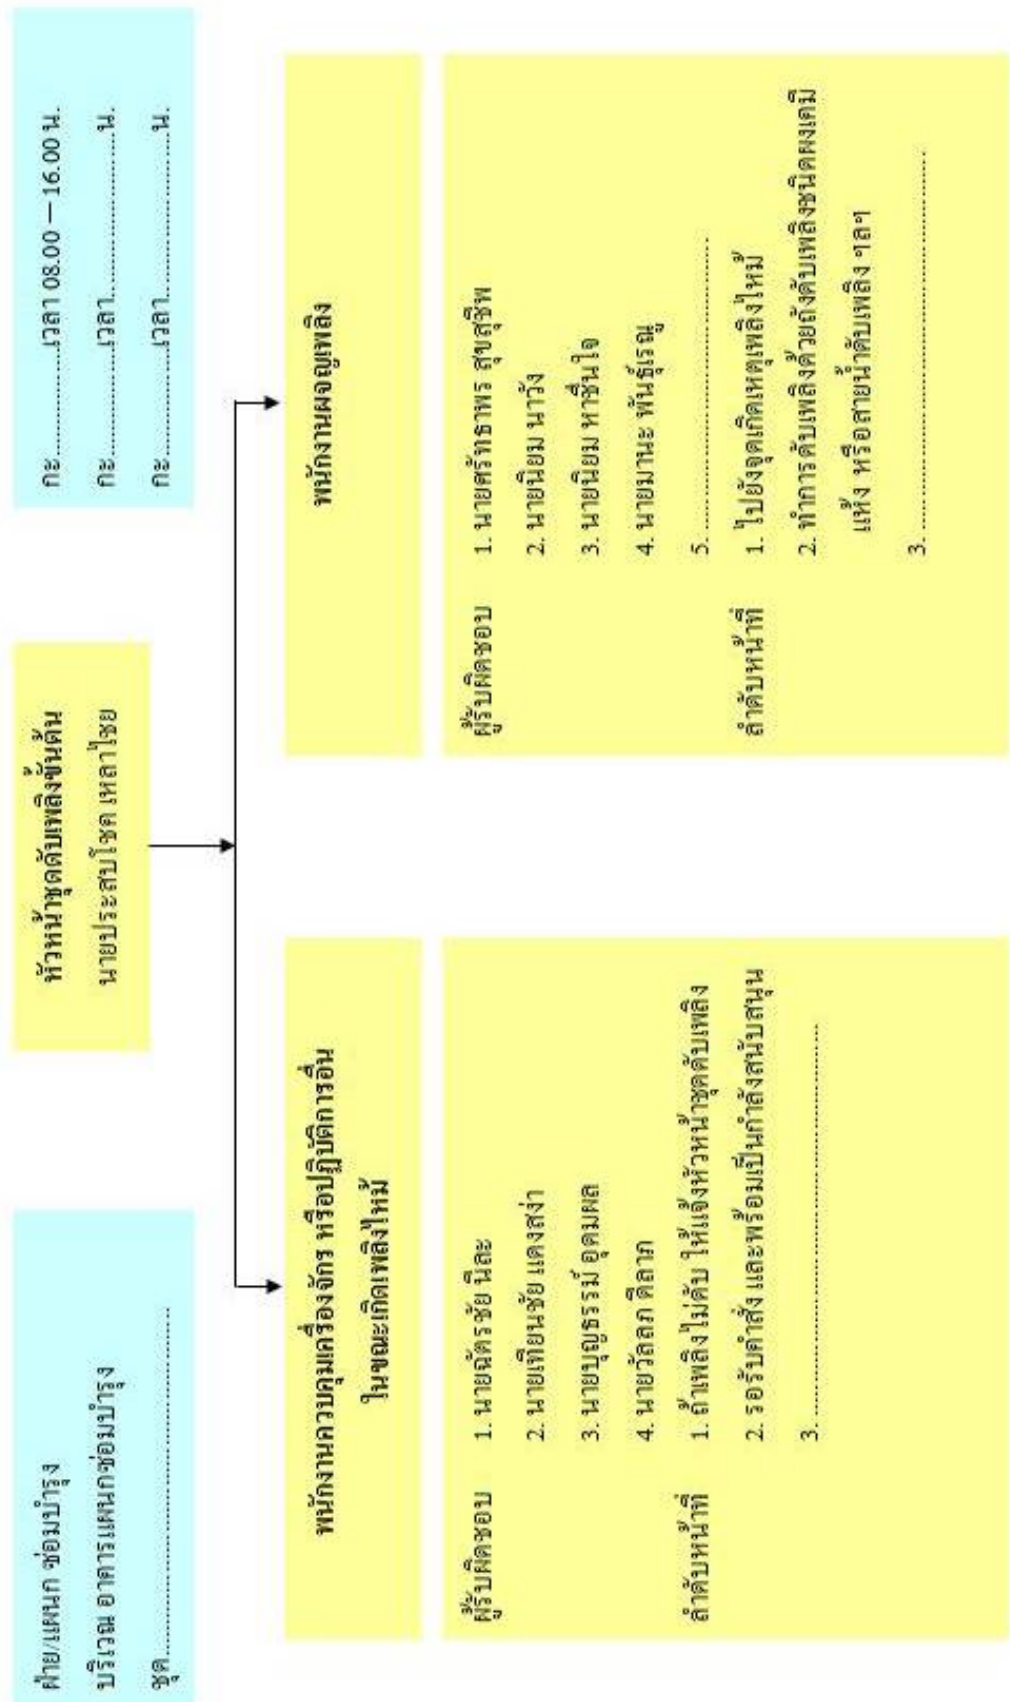 ฝ่าย/แผนก ซ่อมบำรุง
บริเวณ อาคารแผนกซ่อมบำรุง
ชุด................................................
หัวหน้าชุดดับเพลิงขั้นต้น
นายประสบโชค เหลาไชย
กะ................เวลา 08.00 – 16.00 น.
กะ................เวลา................................น.
กะ................เวลา................................น.
พนักงานควบคุมเครื่องจักร หรือปฏิบัติการอื่น
ในขณะเกิดเพลิงไหม้
ผู้รับผิดชอบ 1. นายฉัตรชัย นิละ
2. นายเทียนชัย แดงสง่า
3. นายบุญธรรม์ อุดมผล
4. นายวัลลภ ดิลาภ
ลำดับหน้าที่ 1. ถ้าเพลิงไม่ดับ ให้แจ้งหัวหน้าชุดดับเพลิง
2. รอรับคำสั่ง และพร้อมเป็นกำลังสนับสนุน
3. ................................................
พนักงานผจญเพลิง
ผู้รับผิดชอบ 1. นายศรัทธาพร สุขสุชีพ
2. นายนิยม นาวัง
3. นายนิยม หาชื่นใจ
4. นายมานะ พันธุ์เรณู
5. ................................................
ลำดับหน้าที่ 1. ไปยังจุดเกิดเหตุเพลิงไหม้
2. ทำการดับเพลิงด้วยถังดับเพลิงชนิดผงเคมี
แห้ง หรือสายน้ำดับเพลิง ฯลฯ
3. ................................................